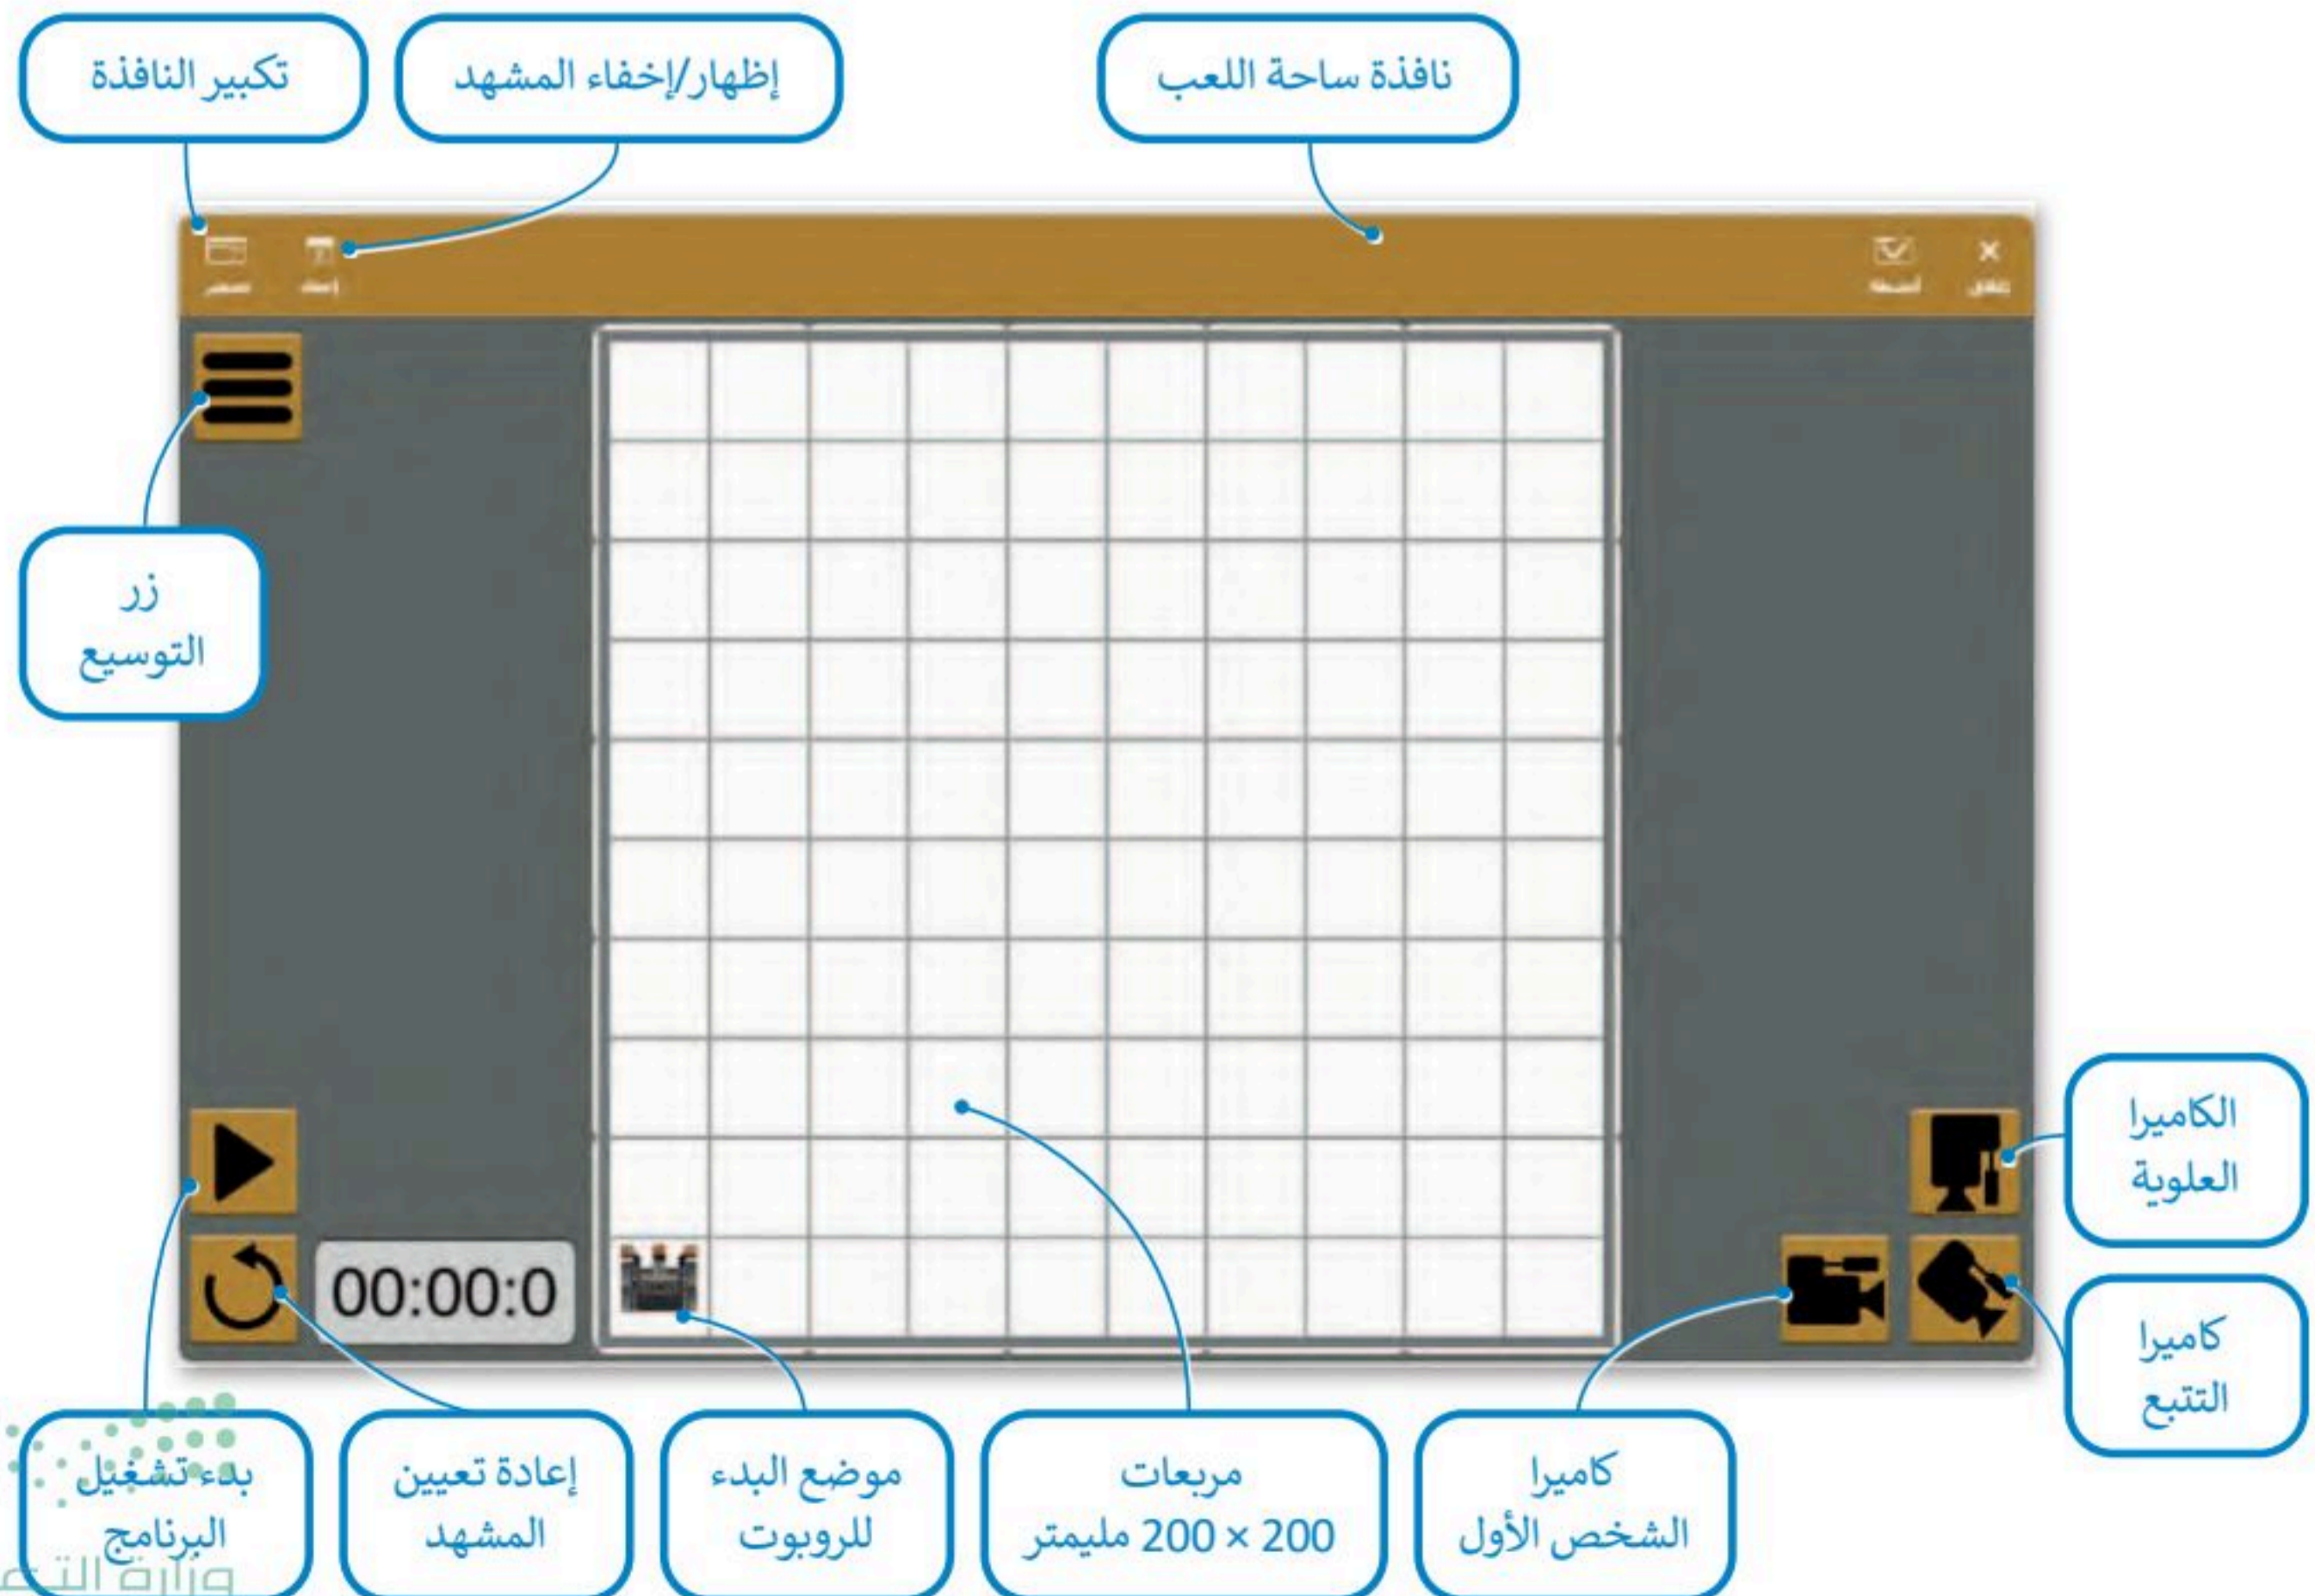 نافذة ساحة اللعب
إظهار/إخفاء المشهد
تكبير النافذة
زر
التوسيع
00:00:0
الكاميرا
العلوية
كاميرا
التتبع
كاميرا
الشخص الأول
مربعات
200 × 200 مليمتر
موضع البدء
للروبوت
إعادة تعيين
المشهد
بدء تشغيل
البرنامج
وزارة